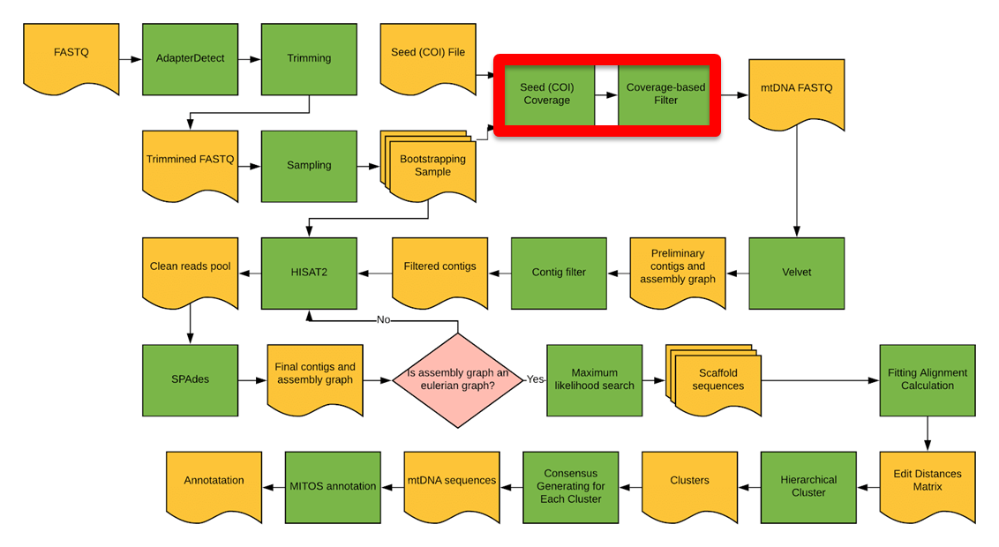 FASTQ
AdapterDetect
Trimming
Seed (COI) File
Seed (COI)
Coverage
Coverage-based
Filter
mtDNA FASTQ
Trimmined FASTQ
Sampling
Bootstrapping
Sample
Clean reads pool
HISAT2
Filtered contigs
Contig filter
Preliminary
contigs and
assembly graph
Velvet
No
SPAdes
Final contigs and
assembly graph
Is assembly graph an
eulerian graph?
Yes
Maximum
likelihood search
Scaffold
sequences
Fitting Alignment
Calculation
Annotatation
MITOS annotation
mtDNA sequences
Consensus
Generating for
Each Cluster
Clusters
Hierarchical
Cluster
Edit Distances
Matrix